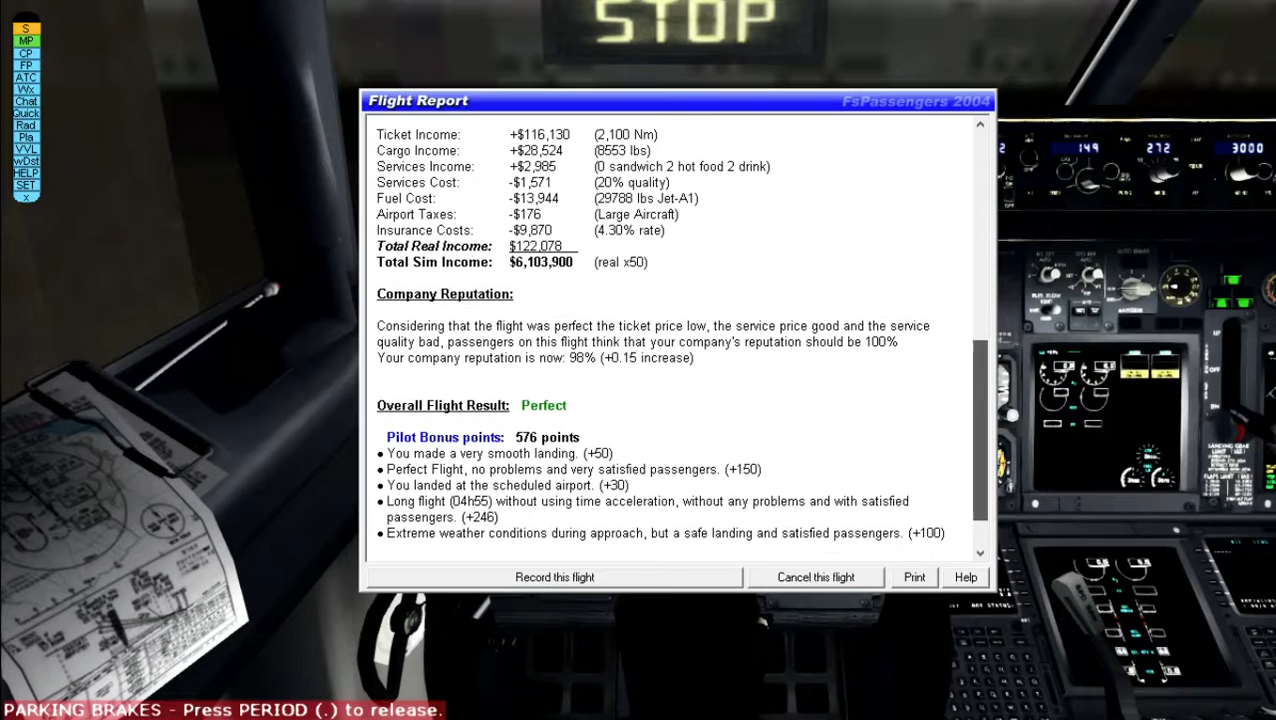 STOP
S
MP
CP
FP
ATC
Wx
Chat
Quick
Rad
Pla
VVL
wDst
HELP
SET
x
Flight Report FsPassengers 2004
Ticket Income: +$116,130 (2,100 Nm)
Cargo Income: +$28,524 (8553 lbs)
Services Income: +$2,985 (0 sandwich 2 hot food 2 drink)
Services Cost: -$1,571 (20% quality)
Fuel Cost: -$13,944 (29788 lbs Jet-A1)
Airport Taxes: -$176 (Large Aircraft)
Insurance Costs: -$9,870 (4.30% rate)
Total Real Income: $122,078
Total Sim Income: $6,103,900 (real x50)
Company Reputation:
Considering that the flight was perfect the ticket price low, the service price good and the service
quality bad, passengers on this flight think that your company's reputation should be 100%
Your company reputation is now: 98% (+0.15 increase)
Overall Flight Result: Perfect
Pilot Bonus points: 576 points
• You made a very smooth landing. (+50)
• Perfect Flight, no problems and very satisfied passengers. (+150)
• You landed at the scheduled airport. (+30)
• Long flight (04h55) without using time acceleration, without any problems and with satisfied
passengers. (+246)
• Extreme weather conditions during approach, but a safe landing and satisfied passengers. (+100)
Record this flight Cancel this flight Print Help
149 272 3000
AUTO BRAKE
LANDING GEAR
PARKING BRAKES - Press PERIOD (.) to release.